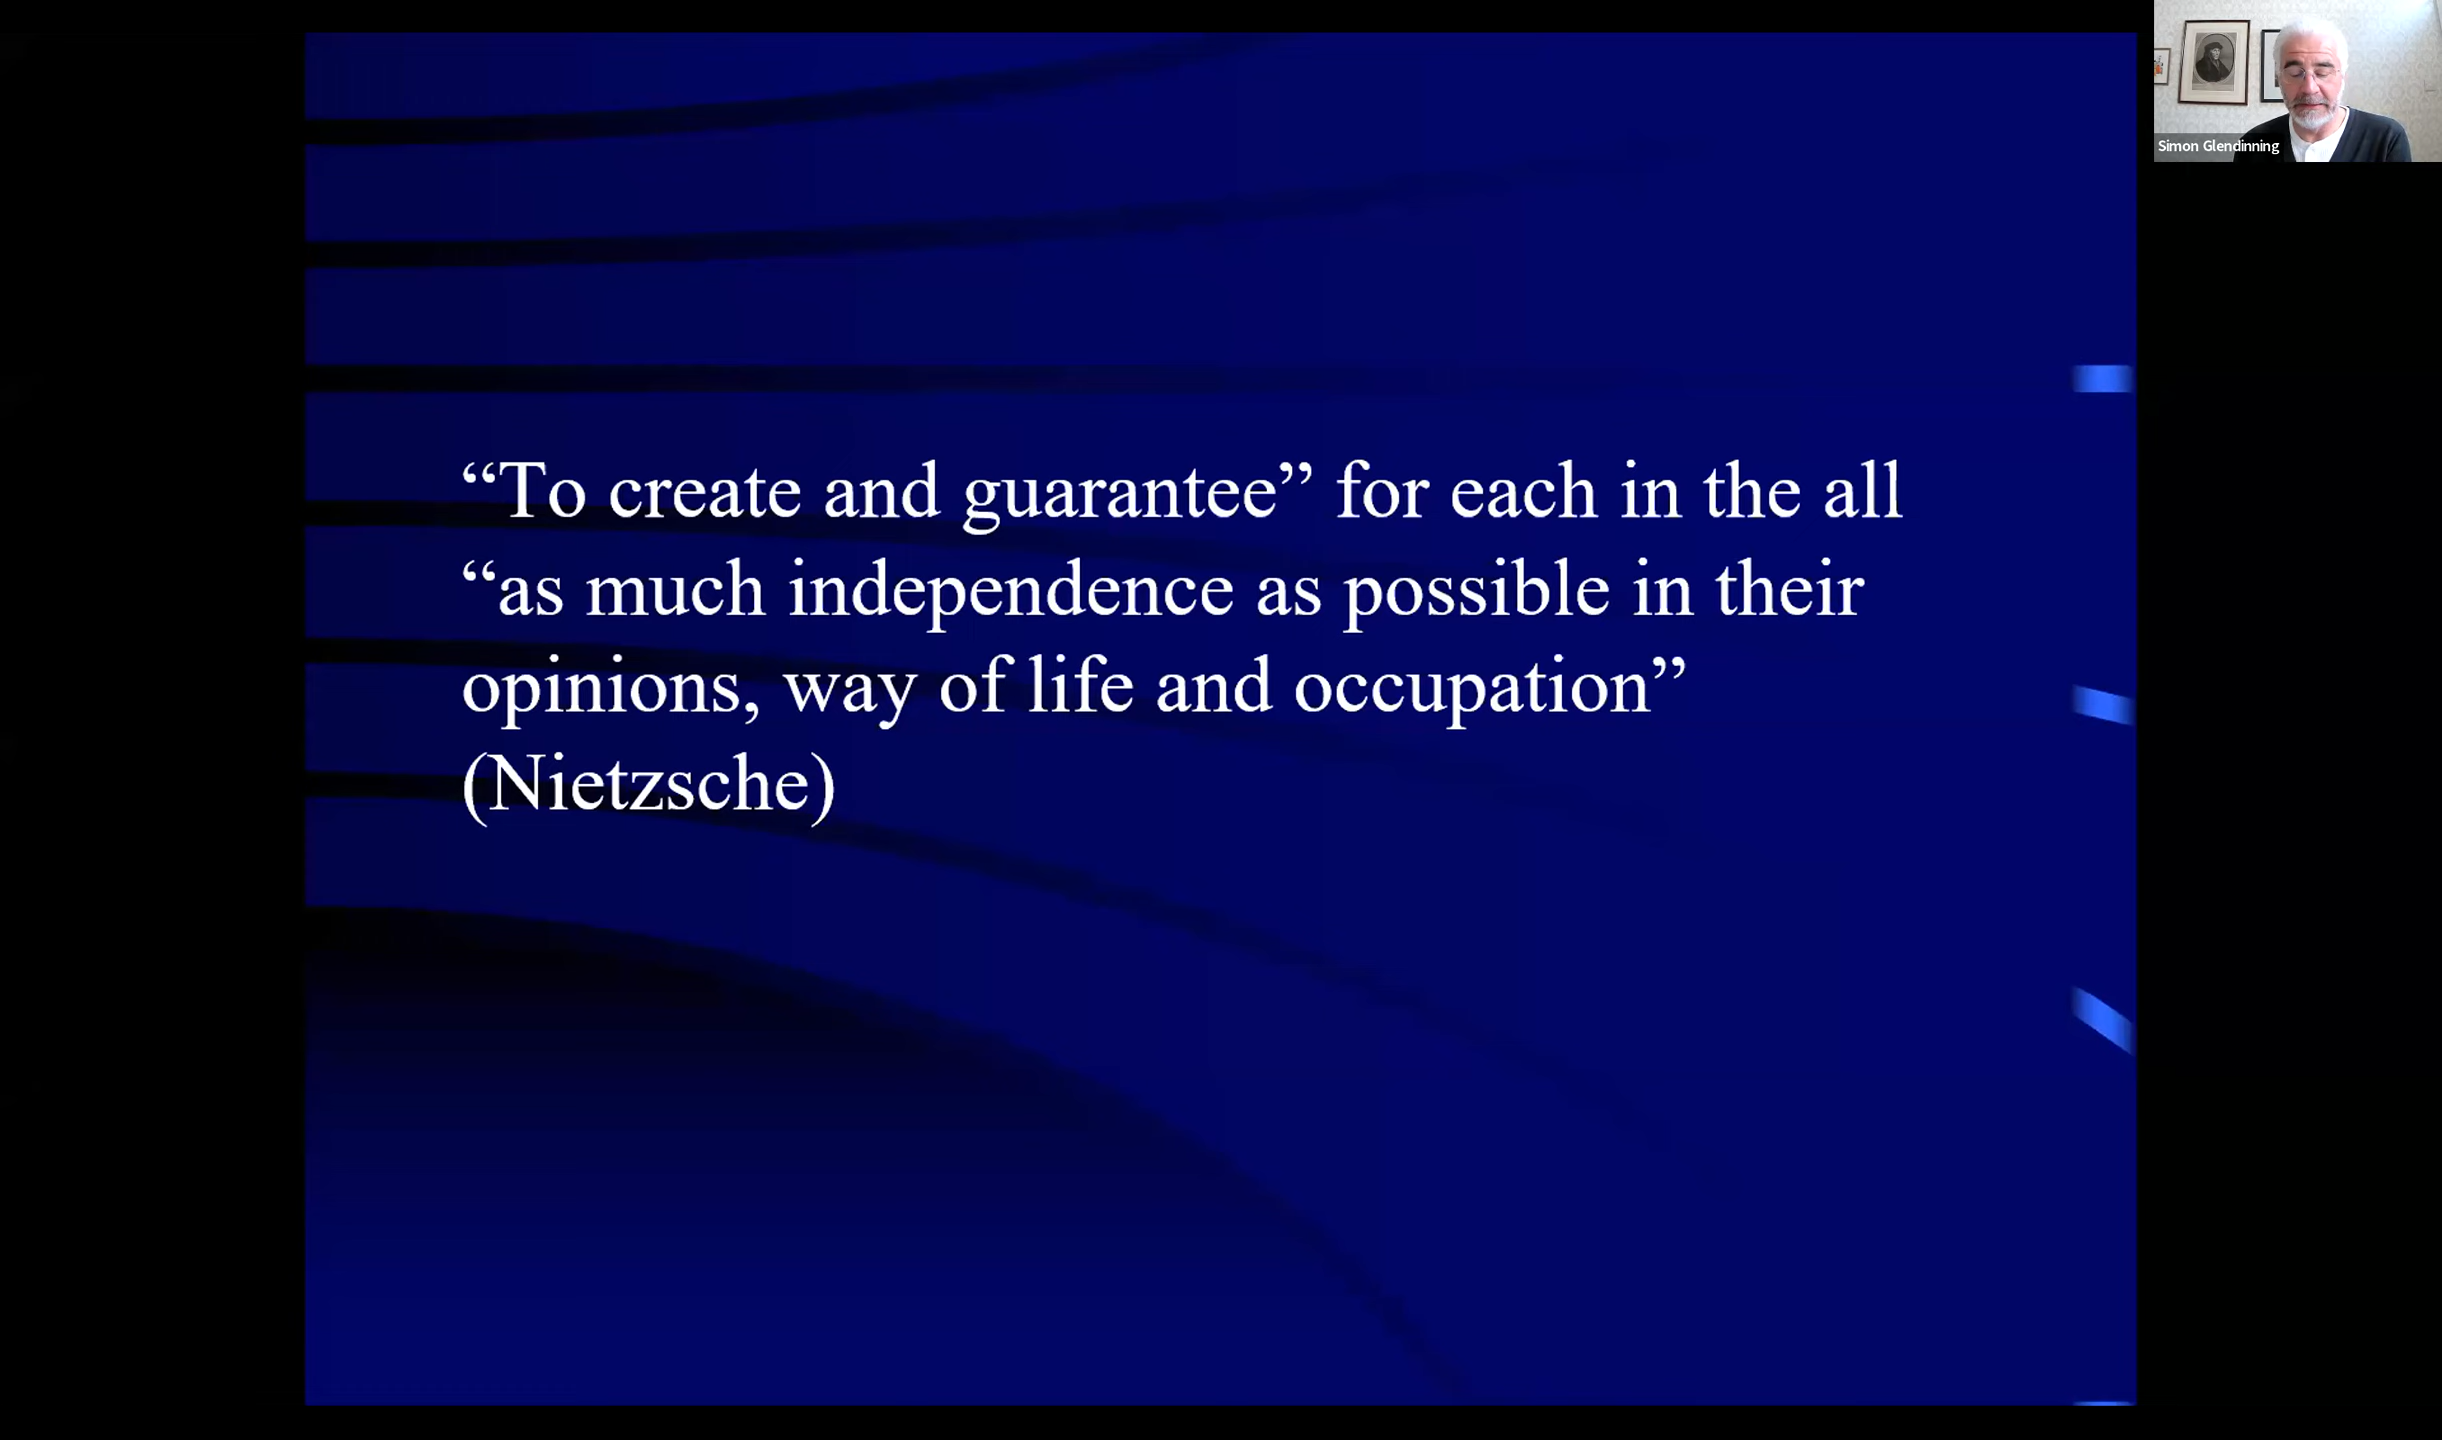 “To create and guarantee” for each in the all
“as much independence as possible in their
opinions, way of life and occupation”
(Nietzsche)
Simon Glendinning